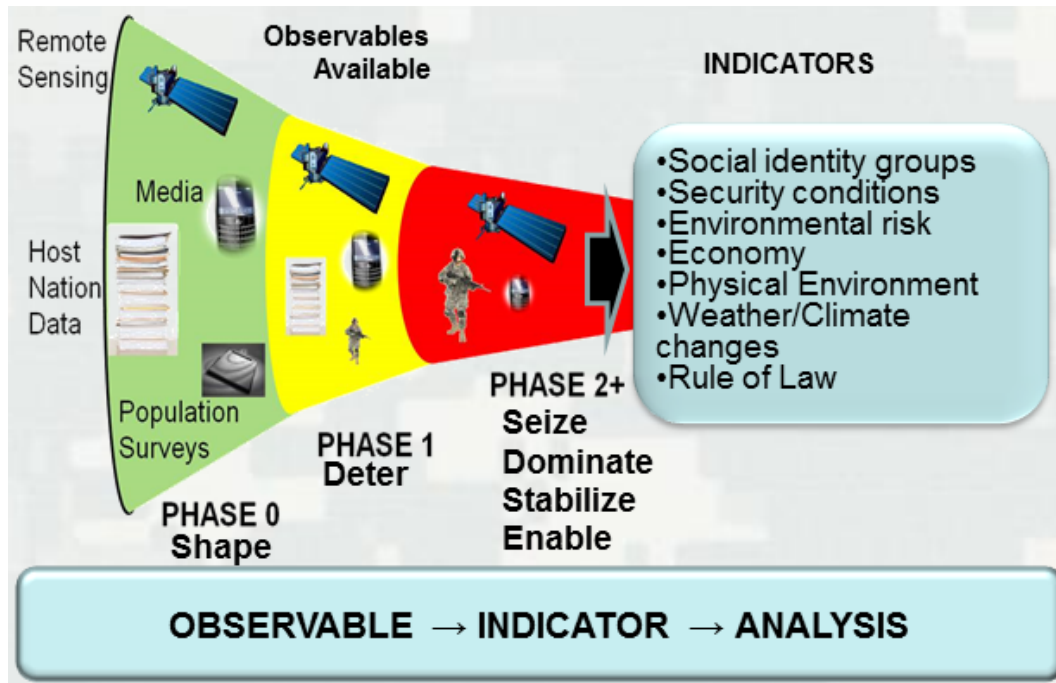 Remote
Sensing
Observables
Available
INDICATORS
Media
Host
Nation
Data
Population
Surveys
PHASE 0
Shape
PHASE 1
Deter
PHASE 2+
Seize
Dominate
Stabilize
Enable
•Social identity groups
•Security conditions
•Environmental risk
•Economy
•Physical Environment
•Weather/Climate
changes
•Rule of Law
OBSERVABLE → INDICATOR → ANALYSIS